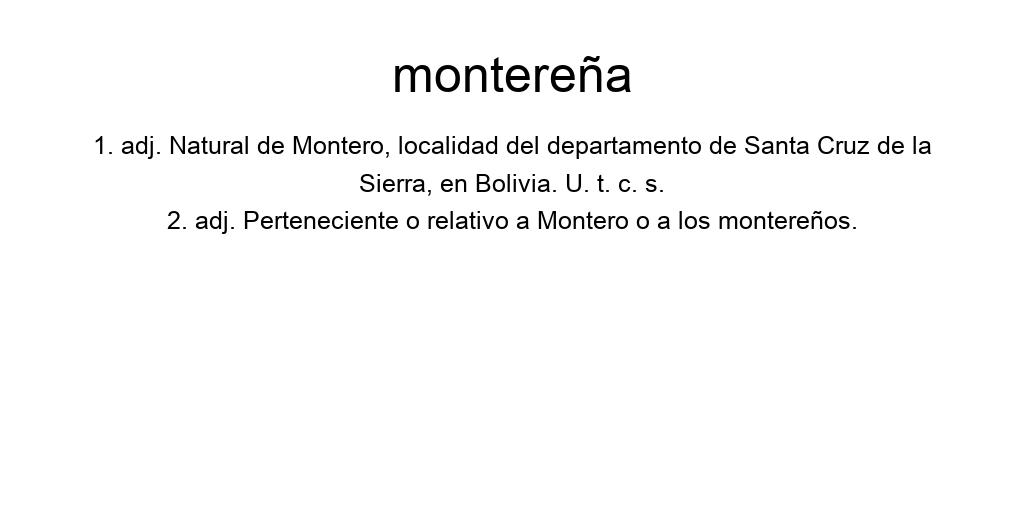 montereña
1. adj. Natural de Montero, localidad del departamento de Santa Cruz de la
Sierra, en Bolivia. U. t. c. s.
2. adj. Perteneciente o relativo a Montero o a los montereños.